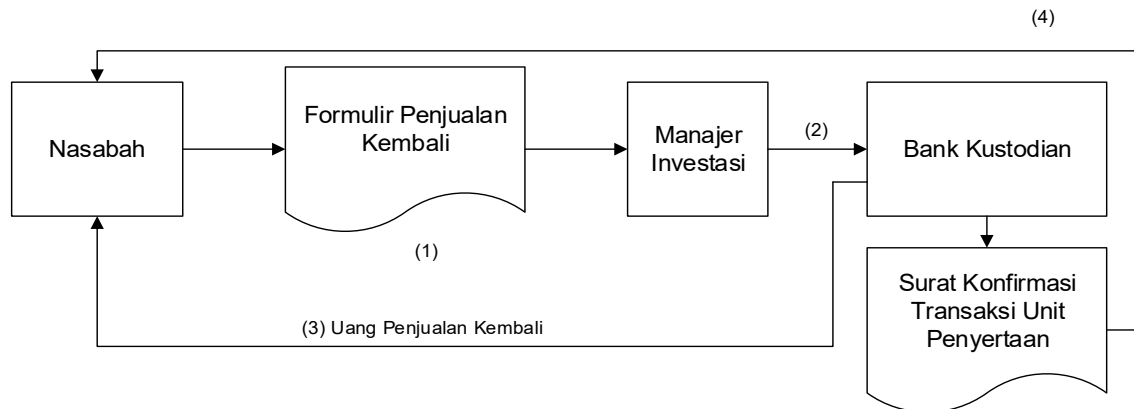 (4)
Nasabah
Formulir Penjualan
Kembali
Manajer
Investasi
(2)
Bank Kustodian
(1)
(3) Uang Penjualan Kembali
Surat Konfirmasi
Transaksi Unit
Penyertaan